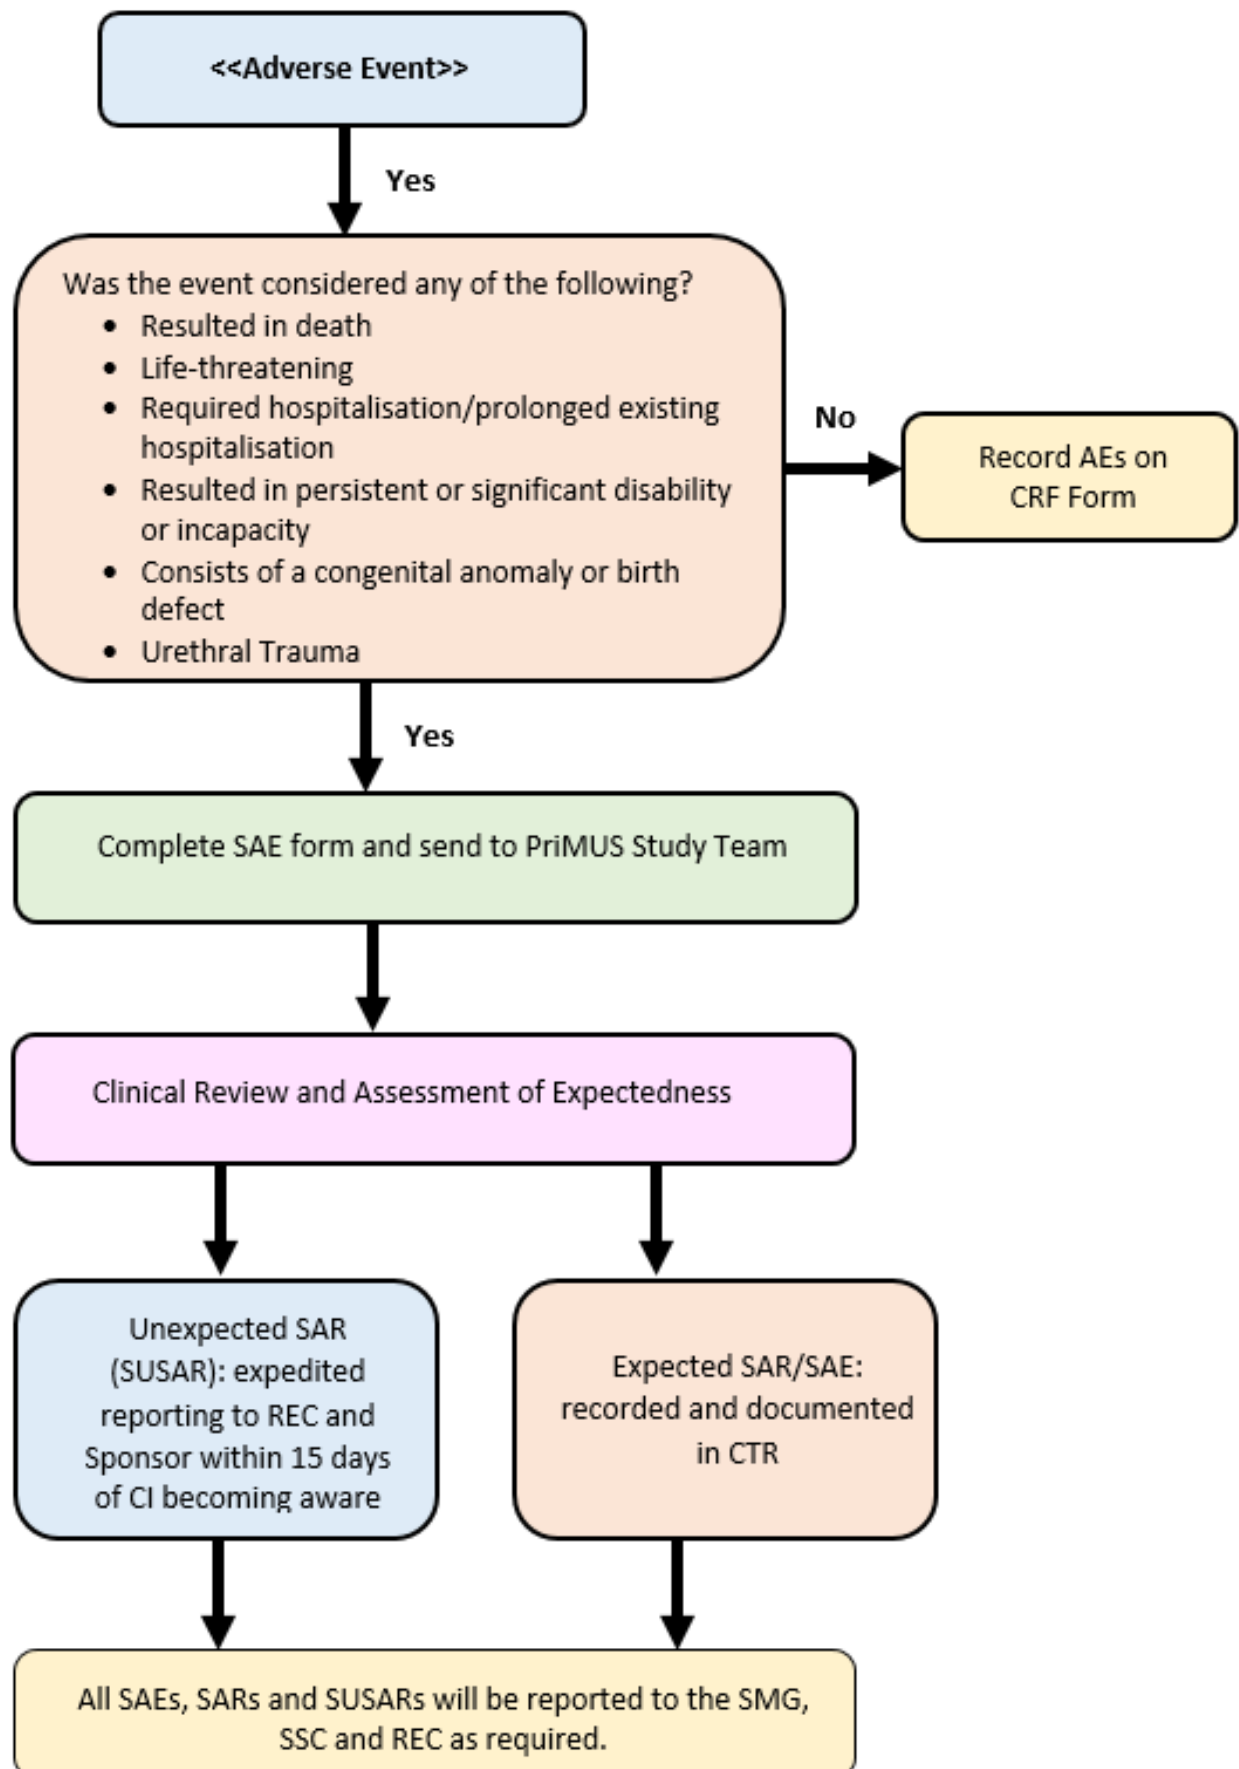 <<Adverse Event>>
Yes
Was the event considered any of the following?
• Resulted in death
• Life-threatening
• Required hospitalisation/prolonged existing
hospitalisation
• Resulted in persistent or significant disability
or incapacity
• Consists of a congenital anomaly or birth
defect
• Urethral Trauma
No
Record AEs on
CRF Form
Yes
Complete SAE form and send to PriMUS Study Team
Clinical Review and Assessment of Expectedness
Unexpected SAR
(SUSAR): expedited
reporting to REC and
Sponsor within 15 days
of CI becoming aware
Expected SAR/SAE:
recorded and documented
in CTR
All SAEs, SARs and SUSARs will be reported to the SMG,
SSC and REC as required.